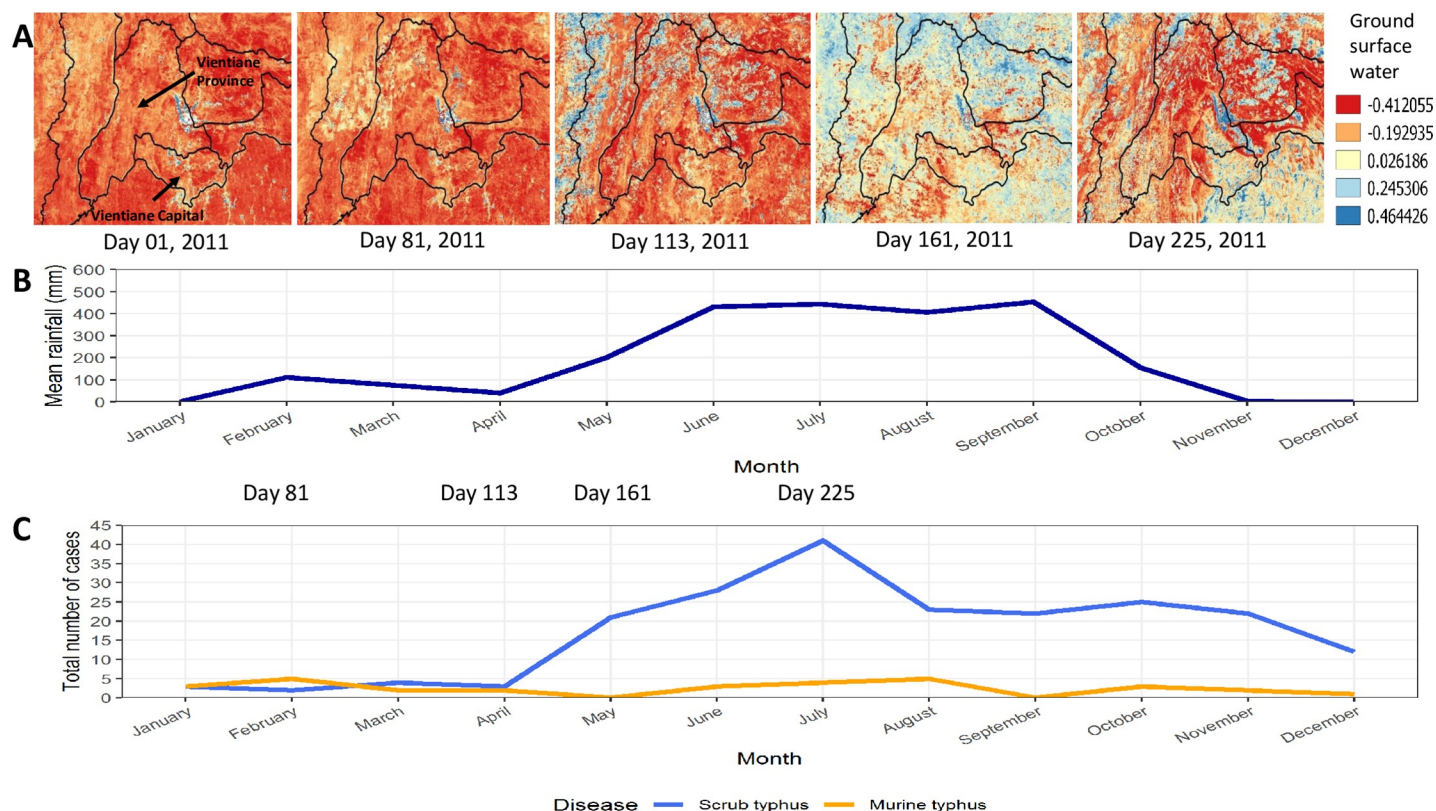 A
Vientiane
Province
Vientiane Capital
Day 01, 2011
Day 81, 2011
Day 113, 2011
Day 161, 2011
Day 225, 2011
Ground
surface
water
-0.412055
-0.192935
0.026186
0.245306
0.464426
B
Mean rainfall (mm)
600
500
400
300
200
100
0
January
February
March
April
May
June
July
August
September
October
November
December
Month
Day 81
Day 113
Day 161
Day 225
C
Total number of cases
45
40
35
30
25
20
15
10
5
0
January
February
March
April
May
June
July
August
September
October
November
December
Month
Disease
Scrub typhus
Murine typhus